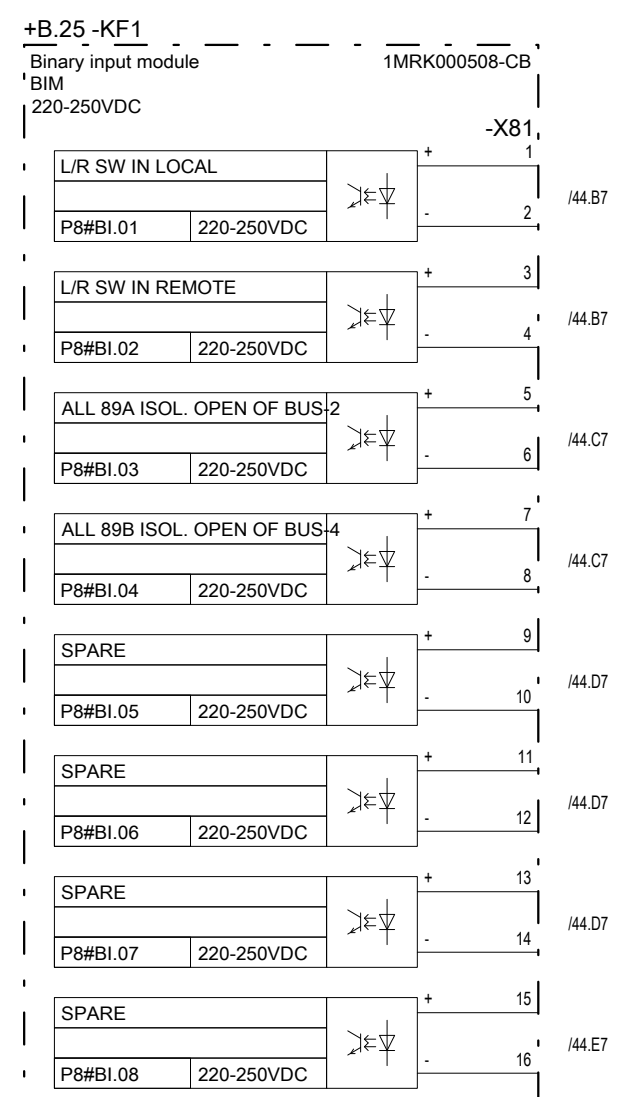 +B.25 -KF1
Binary input module 1MRK000508-CB
BIM
220-250VDC
-X81
L/R SW IN LOCAL + 1
/44.B7
P8#BI.01 220-250VDC - 2
L/R SW IN REMOTE + 3
/44.B7
P8#BI.02 220-250VDC - 4
ALL 89A ISOL. OPEN OF BUS-2 + 5
/44.C7
P8#BI.03 220-250VDC - 6
ALL 89B ISOL. OPEN OF BUS-4 + 7
/44.C7
P8#BI.04 220-250VDC - 8
SPARE + 9
/44.D7
P8#BI.05 220-250VDC - 10
SPARE + 11
/44.D7
P8#BI.06 220-250VDC - 12
SPARE + 13
/44.D7
P8#BI.07 220-250VDC - 14
SPARE + 15
/44.E7
P8#BI.08 220-250VDC - 16